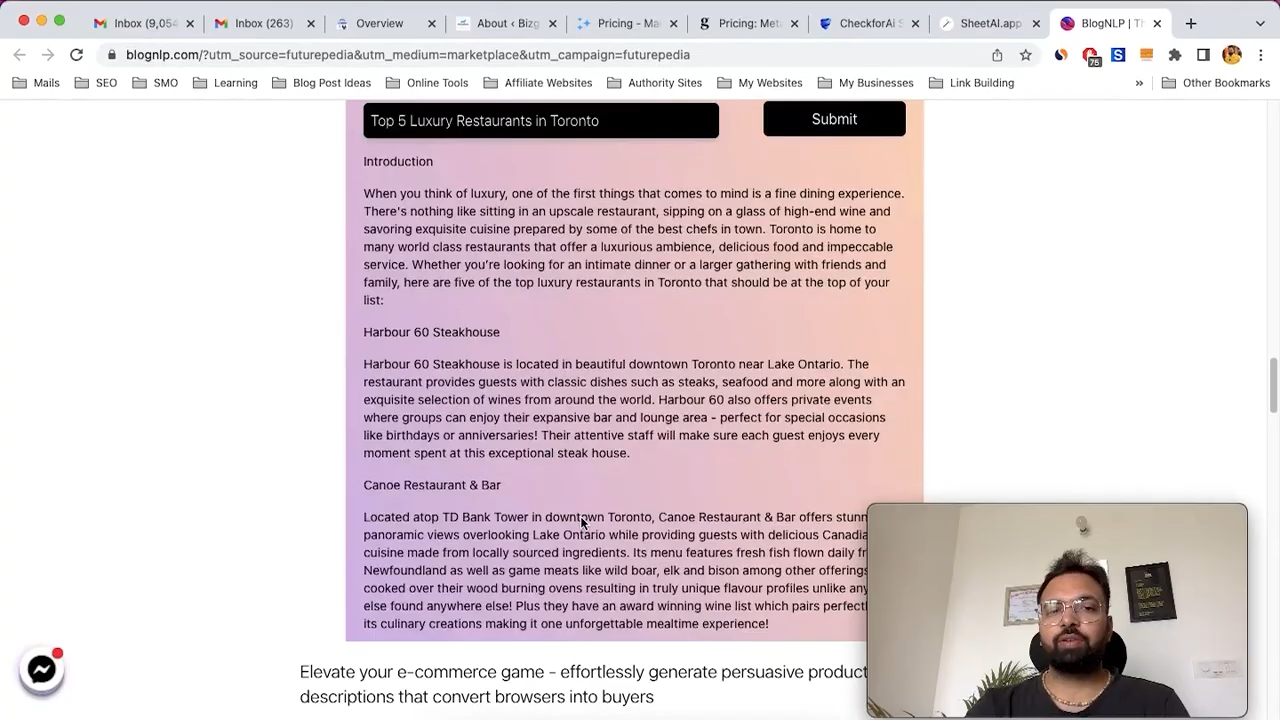 Inbox (9,054
Inbox (263)
Overview
About ‹ Bizg
Pricing - Ma
Pricing: Met
CheckforAi S
SheetAI.app
BlogNLP | Th
blognlp.com/?utm_source=futurepedia&utm_medium=marketplace&utm_campaign=futurepedia
75
Mails
SEO
SMO
Learning
Blog Post Ideas
Online Tools
Affiliate Websites
Authority Sites
My Websites
My Businesses
Link Building
Other Bookmarks
Top 5 Luxury Restaurants in Toronto
Submit
Introduction
When you think of luxury, one of the first things that comes to mind is a fine dining experience.
There's nothing like sitting in an upscale restaurant, sipping on a glass of high-end wine and
savoring exquisite cuisine prepared by some of the best chefs in town. Toronto is home to
many world class restaurants that offer a luxurious ambience, delicious food and impeccable
service. Whether you're looking for an intimate dinner or a larger gathering with friends and
family, here are five of the top luxury restaurants in Toronto that should be at the top of your
list:
Harbour 60 Steakhouse
Harbour 60 Steakhouse is located in beautiful downtown Toronto near Lake Ontario. The
restaurant provides guests with classic dishes such as steaks, seafood and more along with an
exquisite selection of wines from around the world. Harbour 60 also offers private events
where groups can enjoy their expansive bar and lounge area - perfect for special occasions
like birthdays or anniversaries! Their attentive staff will make sure each guest enjoys every
moment spent at this exceptional steak house.
Canoe Restaurant & Bar
Located atop TD Bank Tower in downtown Toronto, Canoe Restaurant & Bar offers stunn
panoramic views overlooking Lake Ontario while providing guests with delicious Canadia
cuisine made from locally sourced ingredients. Its menu features fresh fish flown daily fr
Newfoundland as well as game meats like wild boar, elk and bison among other offerings
cooked over their wood burning ovens resulting in truly unique flavour profiles unlike any
else found anywhere else! Plus they have an award winning wine list which pairs perfectl
its culinary creations making it one unforgettable mealtime experience!
Elevate your e-commerce game - effortlessly generate persuasive product
descriptions that convert browsers into buyers